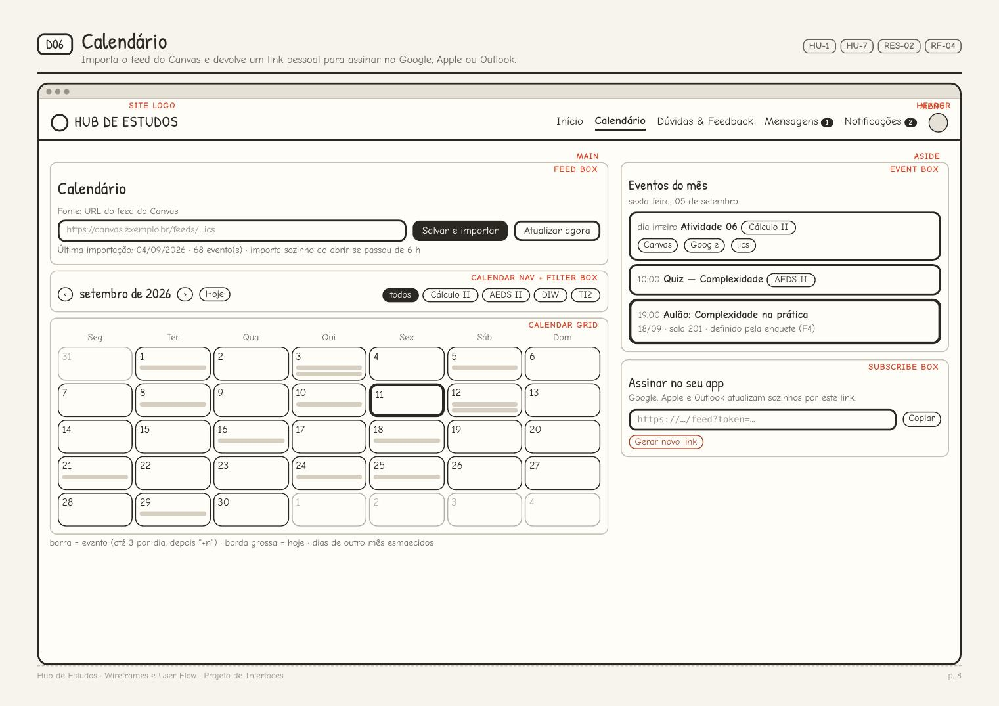 D06
Calendário
Importa o feed do Canvas e devolve um link pessoal para assinar no Google, Apple ou Outlook.
HU-1 HU-7 RES-02 RF-04
SITE LOGO
HEADER
MENU
HUB DE ESTUDOS
Início Calendário Dúvidas & Feedback Mensagens 1 Notificações 2
MAIN
FEED BOX
Calendário
Fonte: URL do feed do Canvas
https://canvas.exemplo.br/feeds/…ics
Salvar e importar
Atualizar agora
Última importação: 04/09/2026 · 68 evento(s) · importa sozinho ao abrir se passou de 6 h
CALENDAR NAV + FILTER BOX
‹ setembro de 2026 › Hoje
todos Cálculo II AEDS II DIW TI2
CALENDAR GRID
Seg Ter Qua Qui Sex Sáb Dom
31 1 2 3 4 5 6
7 8 9 10 11 12 13
14 15 16 17 18 19 20
21 22 23 24 25 26 27
28 29 30 1 2 3 4
barra = evento (até 3 por dia, depois "+n") · borda grossa = hoje · dias de outro mês esmaecidos
ASIDE
EVENT BOX
Eventos do mês
sexta-feira, 05 de setembro
dia inteiro Atividade 06 Cálculo II
Canvas Google .ics
10:00 Quiz — Complexidade AEDS II
19:00 Aulão: Complexidade na prática
18/09 · sala 201 · definido pela enquete (F4)
SUBSCRIBE BOX
Assinar no seu app
Google, Apple e Outlook atualizam sozinhos por este link.
https://…/feed?token=…
Copiar
Gerar novo link
Hub de Estudos · Wireframes e User Flow · Projeto de Interfaces
p. 8